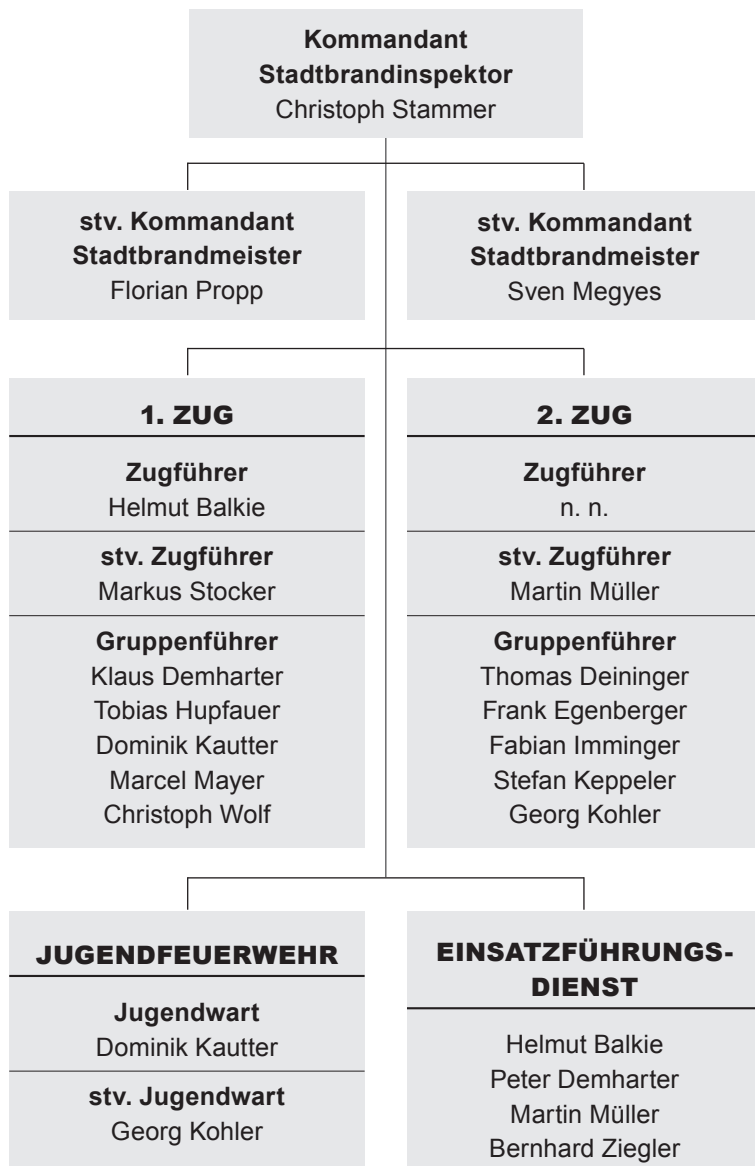 Kommandant
Stadtbrandinspektor
Christoph Stammer
stv. Kommandant
Stadtbrandmeister
Florian Propp
stv. Kommandant
Stadtbrandmeister
Sven Megyes
1. ZUG
Zugführer
Helmut Balkie
stv. Zugführer
Markus Stocker
Gruppenführer
Klaus Demharter
Tobias Hupfauer
Dominik Kautter
Marcel Mayer
Christoph Wolf
2. ZUG
Zugführer
n. n.
stv. Zugführer
Martin Müller
Gruppenführer
Thomas Deininger
Frank Egenberger
Fabian Imminger
Stefan Keppeler
Georg Kohler
JUGENDFEUERWEHR
Jugendwart
Dominik Kautter
stv. Jugendwart
Georg Kohler
EINSATZFÜHRUNGS-
DIENST
Helmut Balkie
Peter Demharter
Martin Müller
Bernhard Ziegler